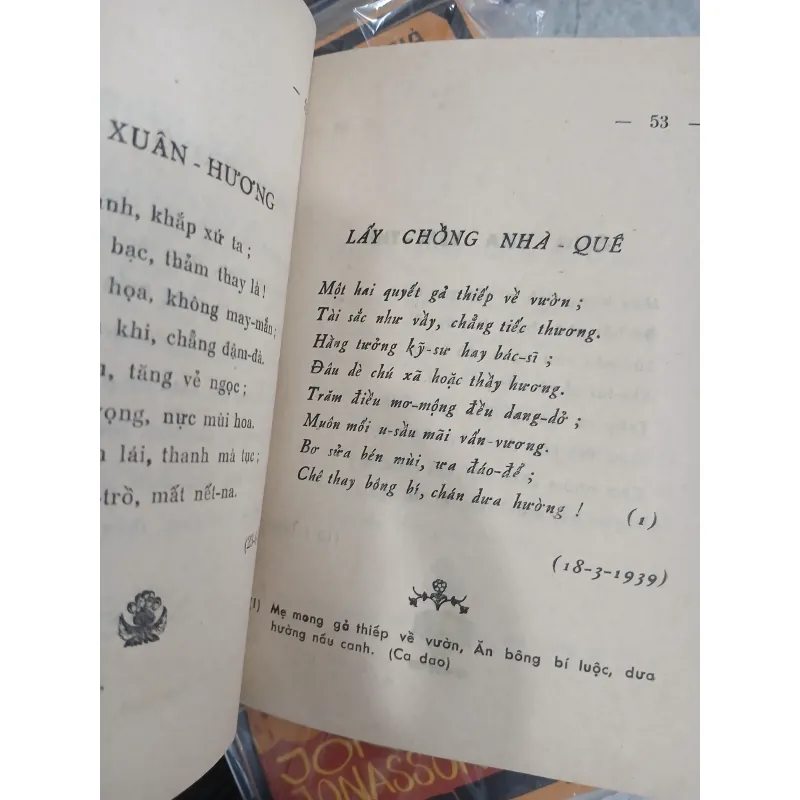 XUÂN - HƯƠNG
khắp xứ ta ;
bạc, thảm thay là !
họa, không may-mắn ;
khi, chẳng đậm-đà.
tăng vẻ ngọc ;
nực mùi hoa.
lái, thanh mà tục ;
trồ, mất nết-na.
— 53 —
LẤY CHỒNG NHÀ - QUÊ
Một hai quyết gả thiếp về vườn ;
Tài sắc như vầy, chẳng tiếc thương.
Hằng tưởng kỹ-sư hay bác-sĩ ;
Đâu dè chú xã hoặc thầy hương.
Trăm điều mơ-mộng đều dang-dở ;
Muôn mối u-sầu mãi vấn-vương.
Bơ sữa bén mùi, ưa đáo-để ;
Chê thay bông bí, chán dưa hường ! (1)
(18-3-1939)
(1) Mẹ mong gả thiếp về vườn, Ăn bông bí luộc, dưa
hường nấu canh. (Ca dao)
JONASSON